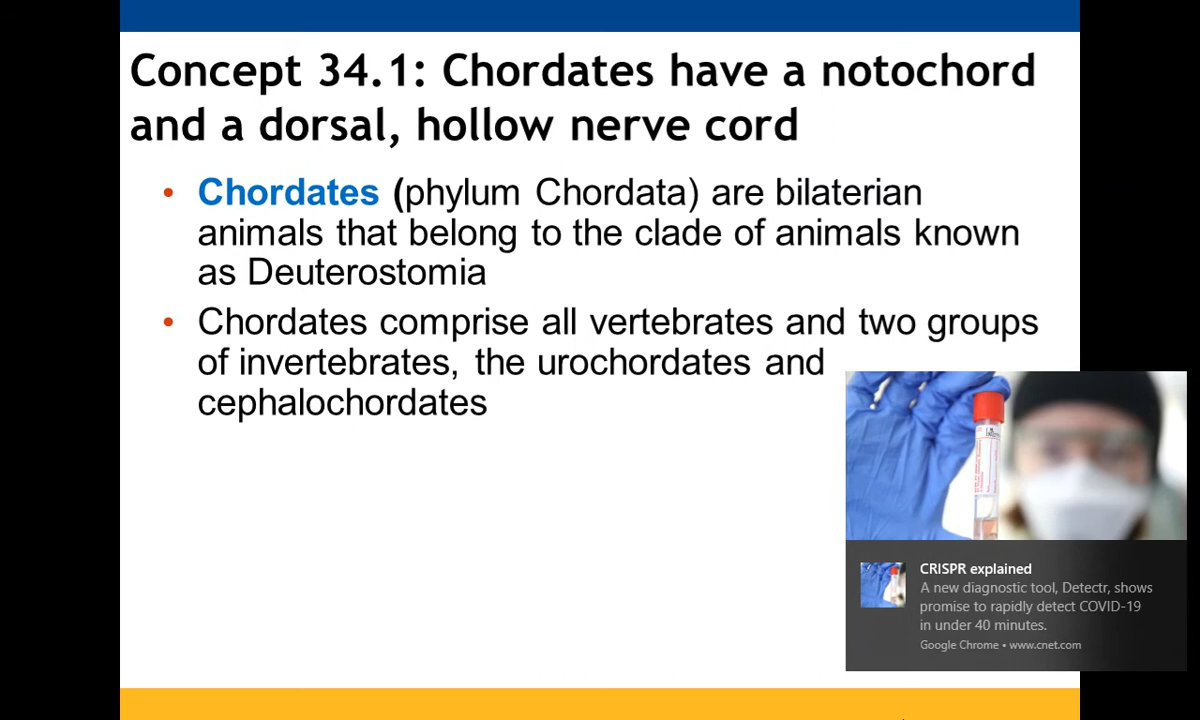 Concept 34.1: Chordates have a notochord
and a dorsal, hollow nerve cord
• Chordates (phylum Chordata) are bilaterian
animals that belong to the clade of animals known
as Deuterostomia
• Chordates comprise all vertebrates and two groups
of invertebrates, the urochordates and
cephalochordates
CRISPR explained
A new diagnostic tool, Detectr, shows
promise to rapidly detect COVID-19
in under 40 minutes.
Google Chrome • www.cnet.com